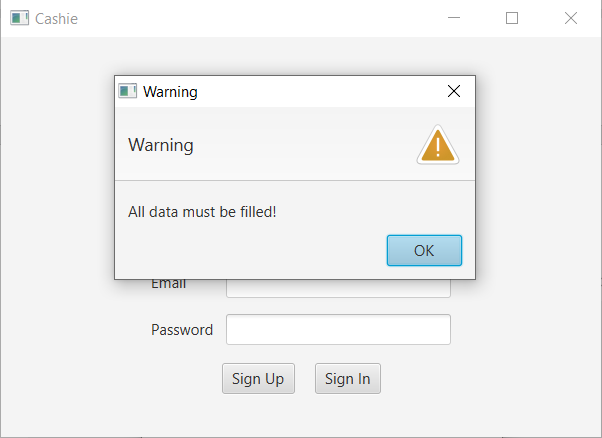 Cashie
Warning
Warning
All data must be filled!
OK
Email
Password
Sign Up
Sign In